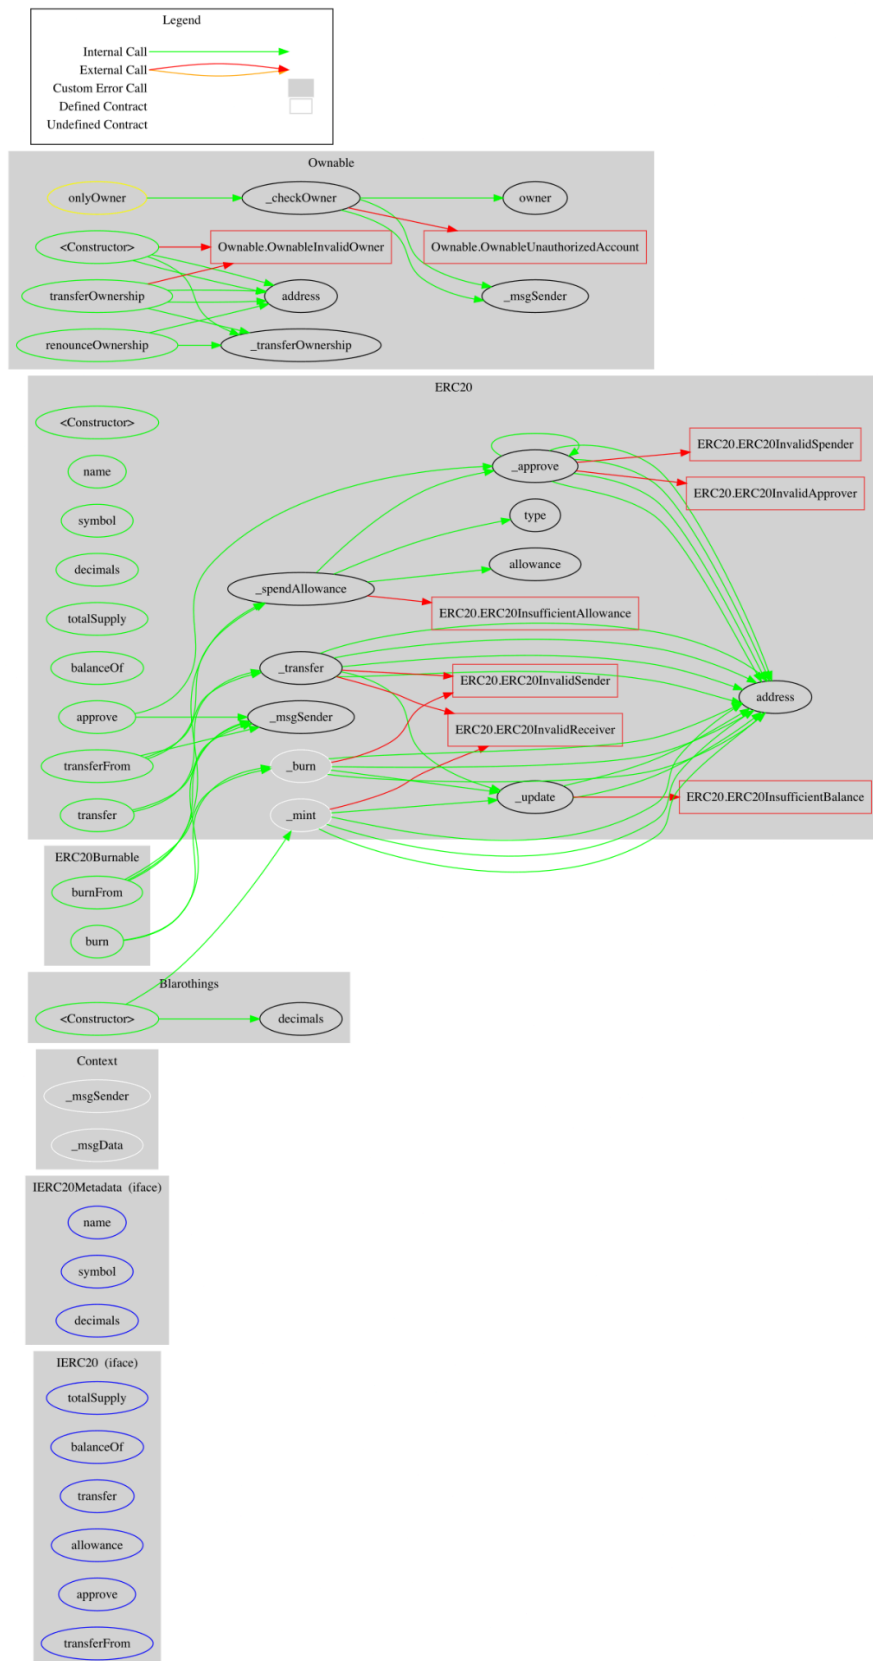 Legend
Internal Call
External Call
Custom Error Call
Defined Contract
Undefined Contract
Ownable
onlyOwner
_checkOwner
owner
<Constructor>
Ownable.OwnableInvalidOwner
Ownable.OwnableUnauthorizedAccount
transferOwnership
address
_msgSender
renounceOwnership
_transferOwnership
ERC20
<Constructor>
name
symbol
decimals
totalSupply
balanceOf
approve
transferFrom
transfer
_spendAllowance
_transfer
_msgSender
_burn
_mint
_approve
type
allowance
ERC20.ERC20InsufficientAllowance
ERC20.ERC20InvalidSender
ERC20.ERC20InvalidReceiver
_update
ERC20.ERC20InvalidSpender
ERC20.ERC20InvalidApprover
address
ERC20.ERC20InsufficientBalance
ERC20Burnable
burnFrom
burn
Blarothings
<Constructor>
decimals
Context
_msgSender
_msgData
IERC20Metadata (iface)
name
symbol
decimals
IERC20 (iface)
totalSupply
balanceOf
transfer
allowance
approve
transferFrom